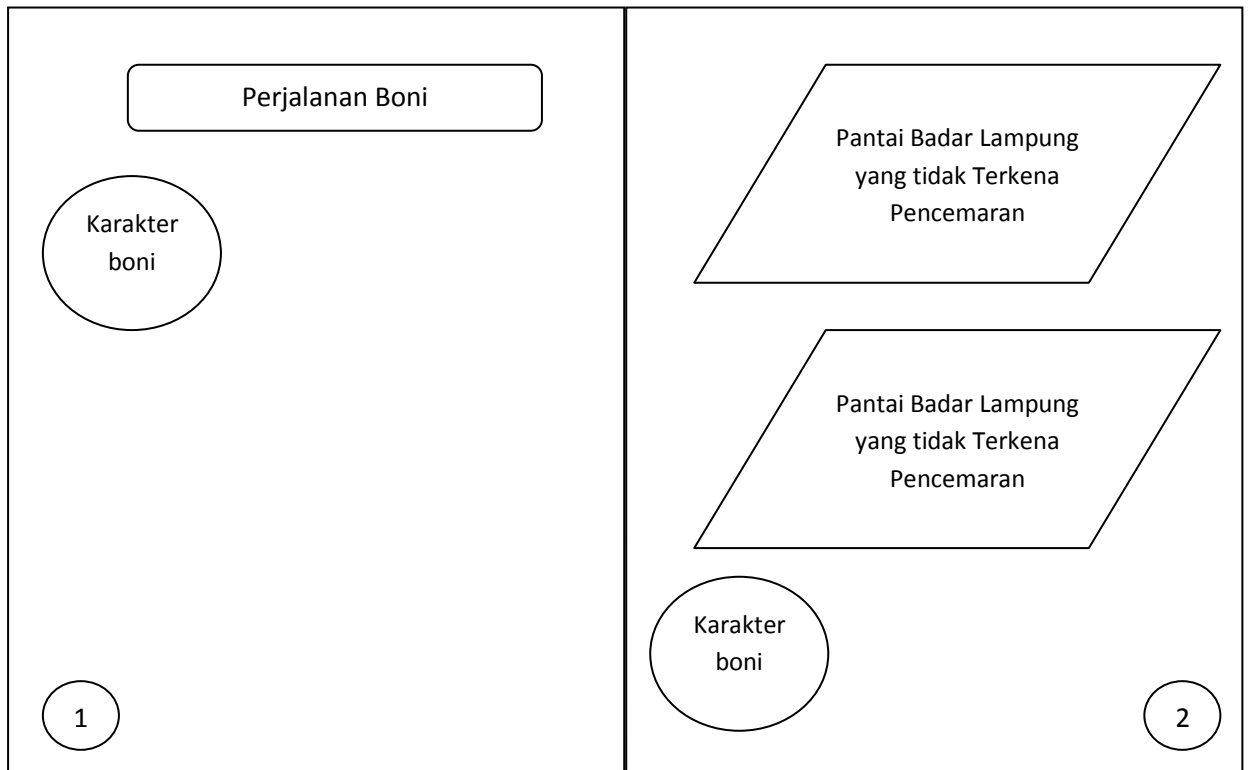 Perjalanan Boni
Karakter
boni
1
Pantai Badar Lampung
yang tidak Terkena
Pencemaran
Pantai Badar Lampung
yang tidak Terkena
Pencemaran
Karakter
boni
2